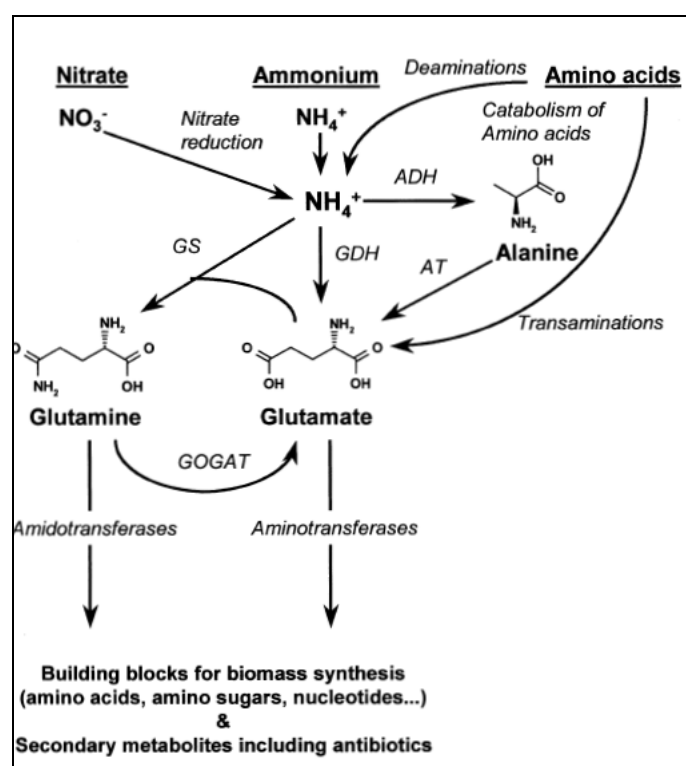 Nitrate
Ammonium
Deaminations
Amino acids
NO₃⁻
Nitrate
reduction
NH₄⁺
Catabolism of
Amino acids
NH₄⁺
ADH
OH
O
NH₂
Alanine
GS
GDH
AT
Transaminations
NH₂
O
O
NH₂
OH
Glutamine
NH₂
O
O
OH
OH
Glutamate
GOGAT
Amidotransferases
Aminotransferases
Building blocks for biomass synthesis
(amino acids, amino sugars, nucleotides...)
&
Secondary metabolites including antibiotics